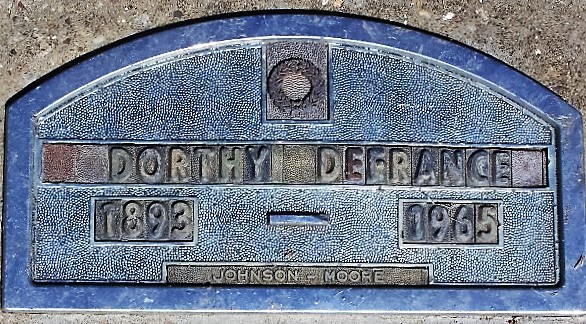 DORTHY DEFRANCE
1893 - 1965
JOHNSON - MOORE